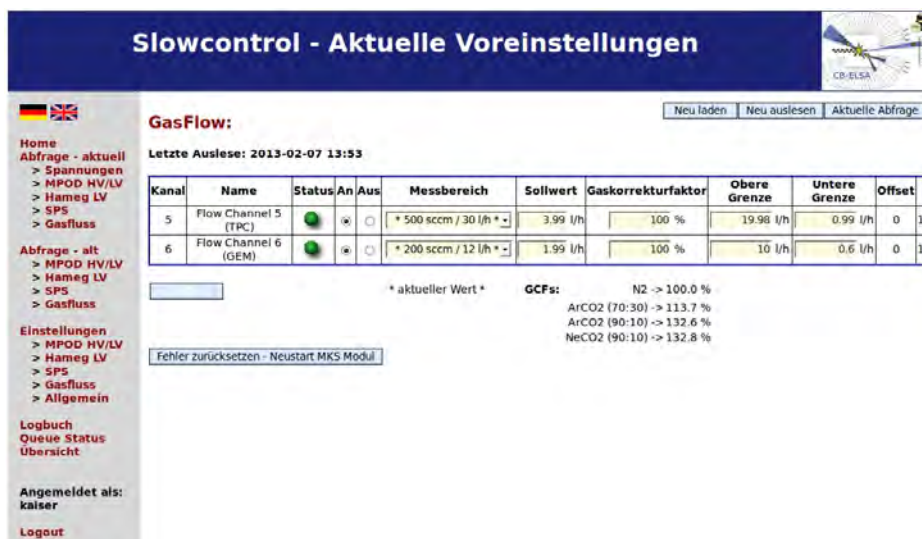 Slowcontrol - Aktuelle Voreinstellungen
CB-ELSA
Neu laden Neu auslesen Aktuelle Abfrage
GasFlow:
Letzte Auslese: 2013-02-07 13:53
Home
Abfrage - aktuell
> Spannungen
> MPOD HV/LV
> Hameg LV
> SPS
> Gasfluss
Abfrage - alt
> MPOD HV/LV
> Hameg LV
> SPS
> Gasfluss
Einstellungen
> MPOD HV/LV
> Hameg LV
> SPS
> Gasfluss
> Allgemein
Logbuch
Queue Status
Übersicht
Angemeldet als:
kaiser
Logout
Kanal Name Status An Aus Messbereich Sollwert Gaskorrekturfaktor Obere Grenze Untere Grenze Offset
5 Flow Channel 5 (TPC) * 500 sccm / 30 l/h * 3.99 l/h 100 % 19.98 l/h 0.99 l/h 0
6 Flow Channel 6 (GEM) * 200 sccm / 12 l/h * 1.99 l/h 100 % 10 l/h 0.6 l/h 0
* aktueller Wert * GCFs: N2 -> 100.0 %
ArCO2 (70:30) -> 113.7 %
ArCO2 (90:10) -> 132.6 %
NeCO2 (90:10) -> 132.8 %
Fehler zurücksetzen - Neustart MKS Modul